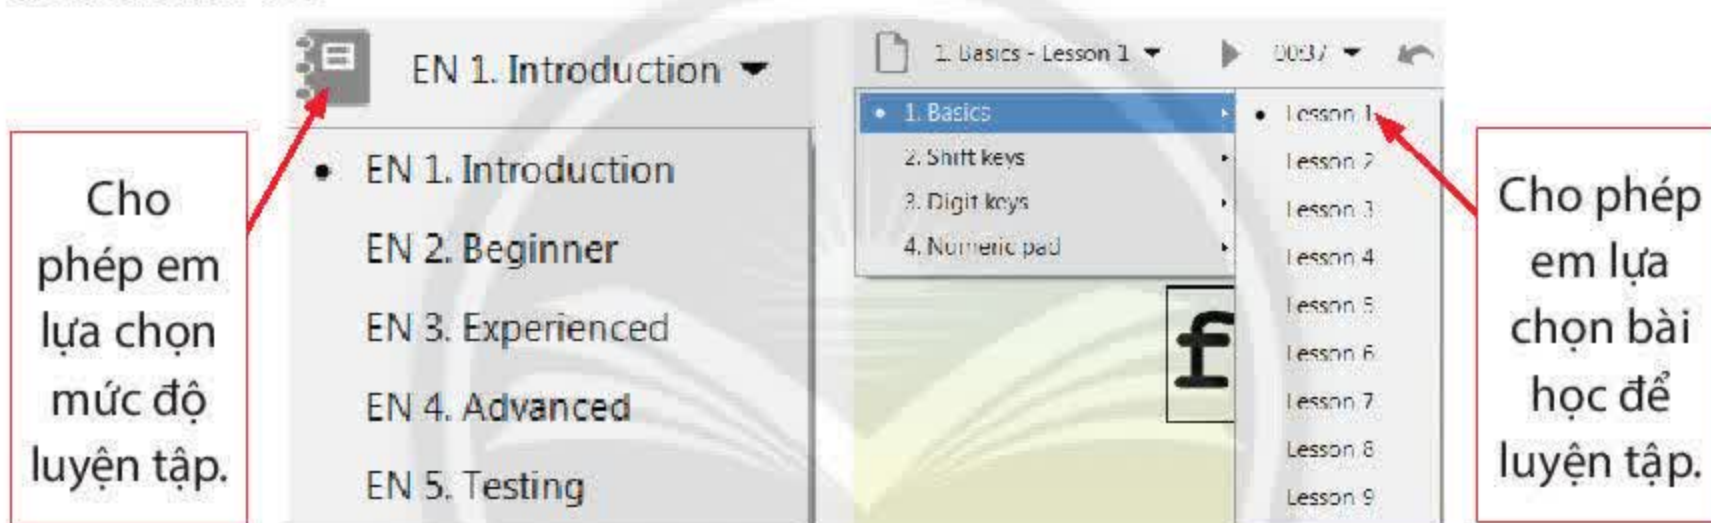 Cho
phép em
lựa chọn
mức độ
luyện tập.
EN 1. Introduction
EN 1. Introduction
EN 2. Beginner
EN 3. Experienced
EN 4. Advanced
EN 5. Testing
1. Basics - Lesson 1
00:37
1. Basics
2. Shift keys
3. Digit keys
4. Numeric pad
f
Lesson 1
Lesson 2
Lesson 3
Lesson 4
Lesson 5
Lesson 6
Lesson 7
Lesson 8
Lesson 9
Cho phép
em lựa
chọn bài
học để
luyện tập.